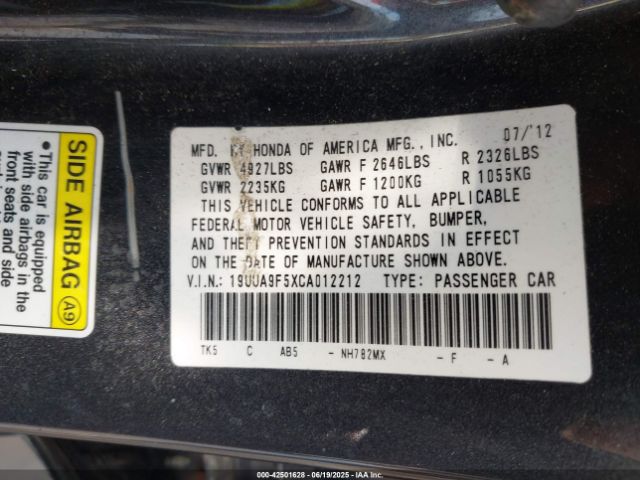 SIDE AIRBAG A9
•This car is equipped
with side airbags in the
front seats and side
MFD. BY HONDA OF AMERICA MFG., INC. 07/'12
GVWR 4927LBS GAWR F 2646LBS R 2326LBS
GVWR 2235KG GAWR F 1200KG R 1055KG
THIS VEHICLE CONFORMS TO ALL APPLICABLE
FEDERAL MOTOR VEHICLE SAFETY, BUMPER,
AND THEFT PREVENTION STANDARDS IN EFFECT
ON THE DATE OF MANUFACTURE SHOWN ABOVE.
V.I.N.: 19UUA9F5XCA012212 TYPE: PASSENGER CAR
TK5 C AB5 - NH782MX - F - A
000-42501628 - 06/19/2025 - IAAI.COM